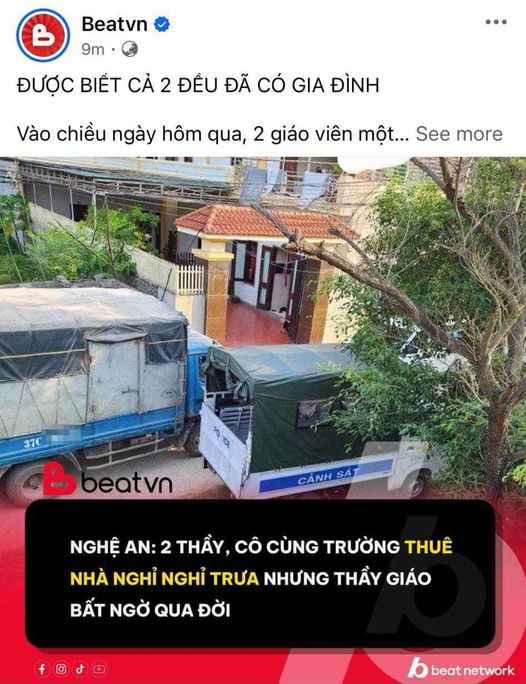 Beatvn
9m
ĐƯỢC BIẾT CẢ 2 ĐỀU ĐÃ CÓ GIA ĐÌNH
Vào chiều ngày hôm qua, 2 giáo viên một... See more
37C
POLICE
CẢNH SÁT
beatvn
NGHỆ AN: 2 THẦY, CÔ CÙNG TRƯỜNG THUÊ
NHÀ NGHỈ NGHỈ TRƯA NHƯNG THẦY GIÁO
BẤT NGỜ QUA ĐỜI
beat network